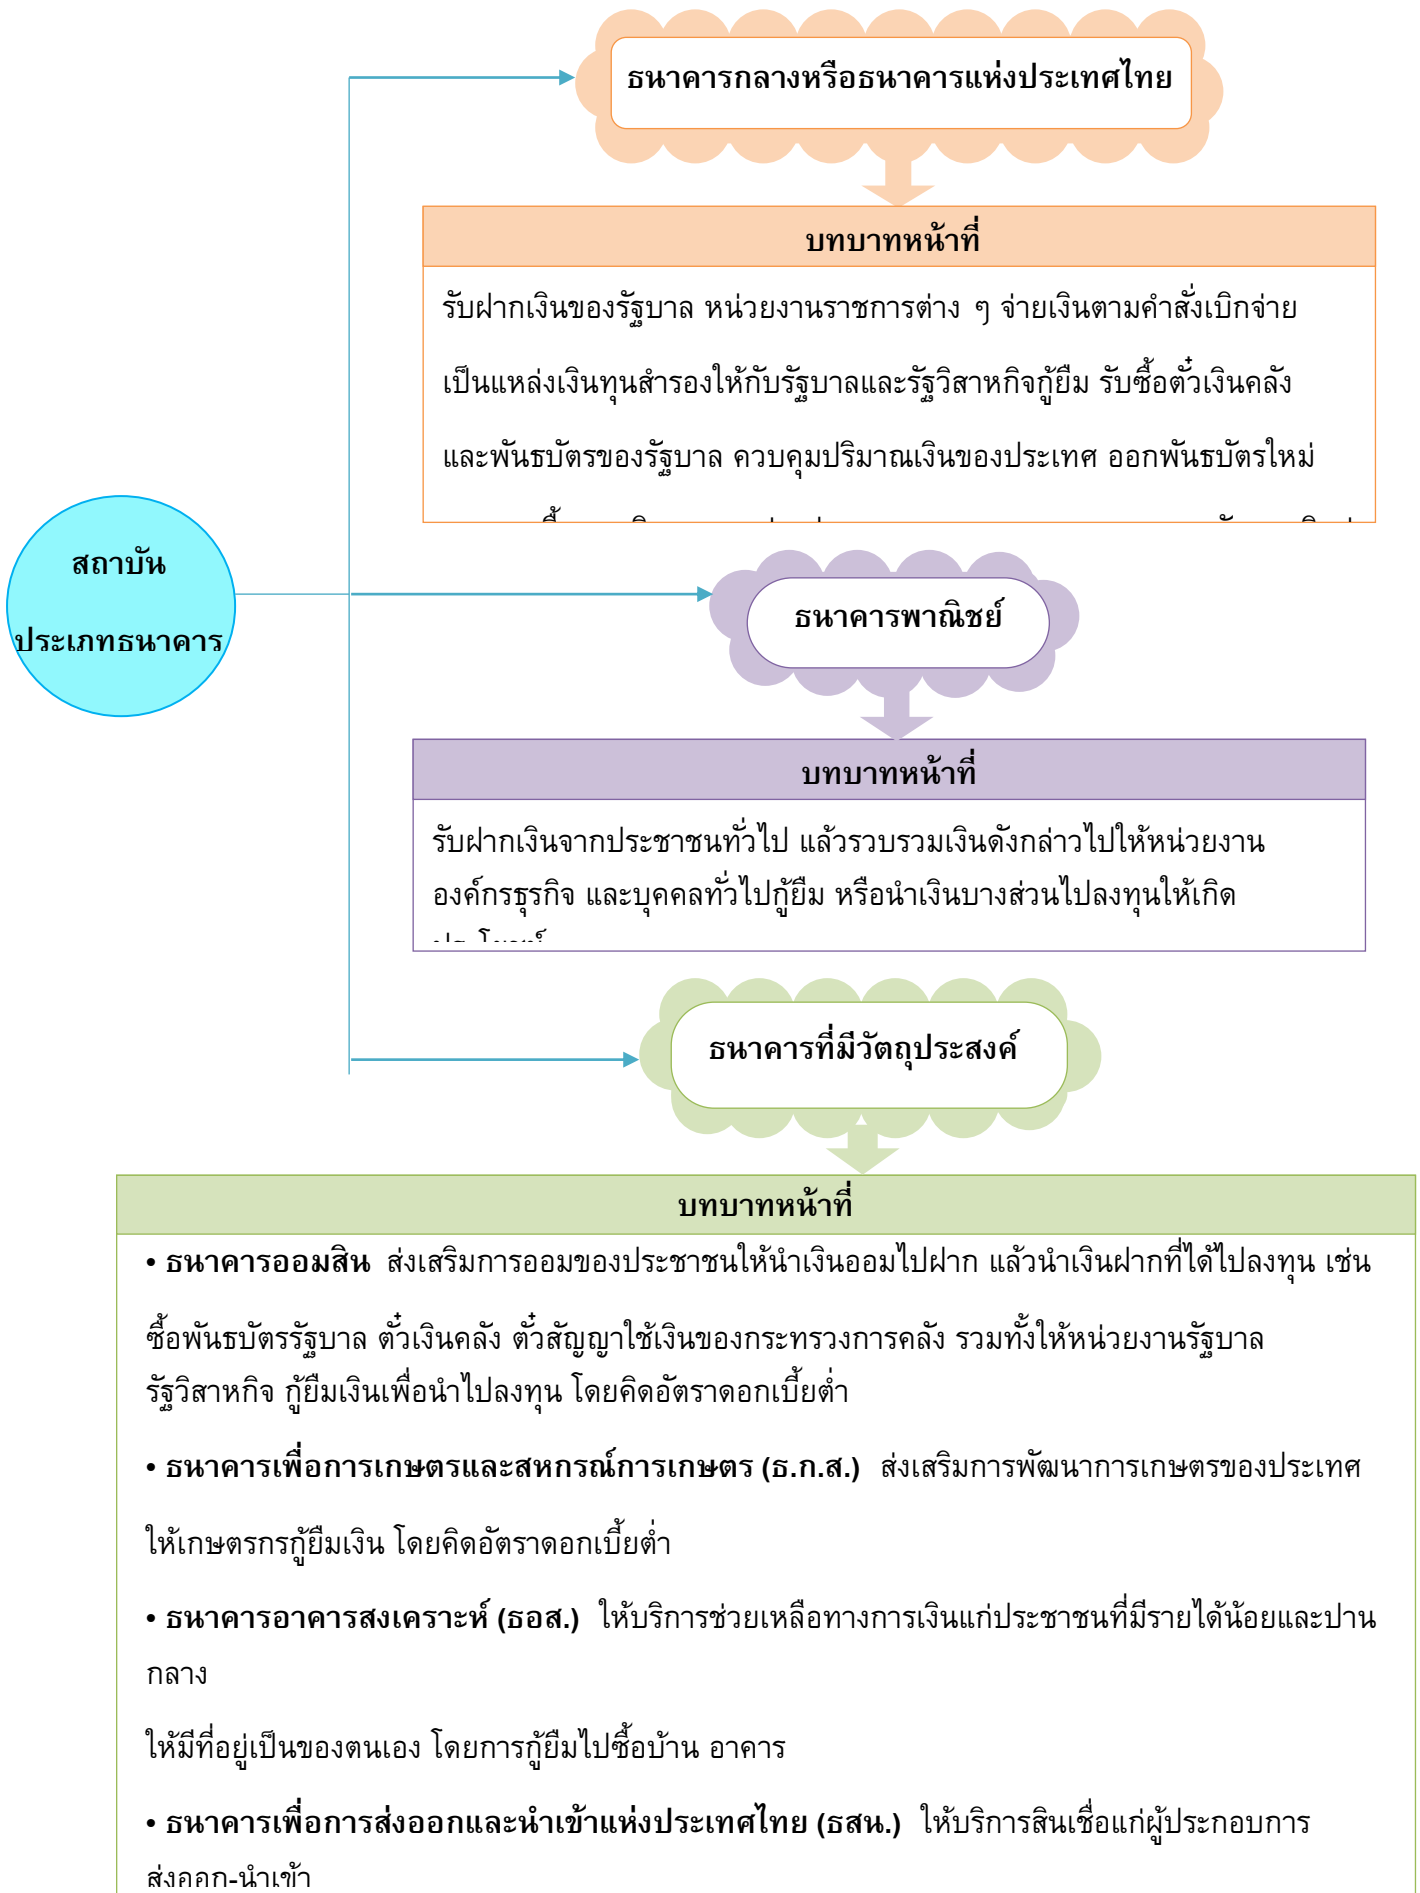 ธนาคารกลางหรือธนาคารแห่งประเทศไทย
บทบาทหน้าที่
รับฝากเงินของรัฐบาล หน่วยงานราชการต่าง ๆ จ่ายเงินตามคำสั่งเบิกจ่าย
เป็นแหล่งเงินทุนสำรองให้กับรัฐบาลและรัฐวิสาหกิจกู้ยืม รับซื้อตั๋วเงินคลัง
และพันธบัตรของรัฐบาล ควบคุมปริมาณเงินของประเทศ ออกพันธบัตรใหม่
สถาบัน
ประเภทธนาคาร
ธนาคารพาณิชย์
บทบาทหน้าที่
รับฝากเงินจากประชาชนทั่วไป แล้วรวบรวมเงินดังกล่าวไปให้หน่วยงาน
องค์กรธุรกิจ และบุคคลทั่วไปกู้ยืม หรือนำเงินบางส่วนไปลงทุนให้เกิด
ประโยชน์
ธนาคารที่มีวัตถุประสงค์
บทบาทหน้าที่
• ธนาคารออมสิน ส่งเสริมการออมของประชาชนให้นำเงินออมไปฝาก แล้วนำเงินฝากที่ได้ไปลงทุน เช่น
ซื้อพันธบัตรรัฐบาล ตั๋วเงินคลัง ตั๋วสัญญาใช้เงินของกระทรวงการคลัง รวมทั้งให้หน่วยงานรัฐบาล
รัฐวิสาหกิจ กู้ยืมเงินเพื่อนำไปลงทุน โดยคิดอัตราดอกเบี้ยต่ำ
• ธนาคารเพื่อการเกษตรและสหกรณ์การเกษตร (ธ.ก.ส.) ส่งเสริมการพัฒนาการเกษตรของประเทศ
ให้เกษตรกรกู้ยืมเงิน โดยคิดอัตราดอกเบี้ยต่ำ
• ธนาคารอาคารสงเคราะห์ (ธอส.) ให้บริการช่วยเหลือทางการเงินแก่ประชาชนที่มีรายได้น้อยและปาน
กลาง
ให้มีที่อยู่เป็นของตนเอง โดยการกู้ยืมไปซื้อบ้าน อาคาร
• ธนาคารเพื่อการส่งออกและนำเข้าแห่งประเทศไทย (ธสน.) ให้บริการสินเชื่อแก่ผู้ประกอบการ
ส่งออก-นำเข้า